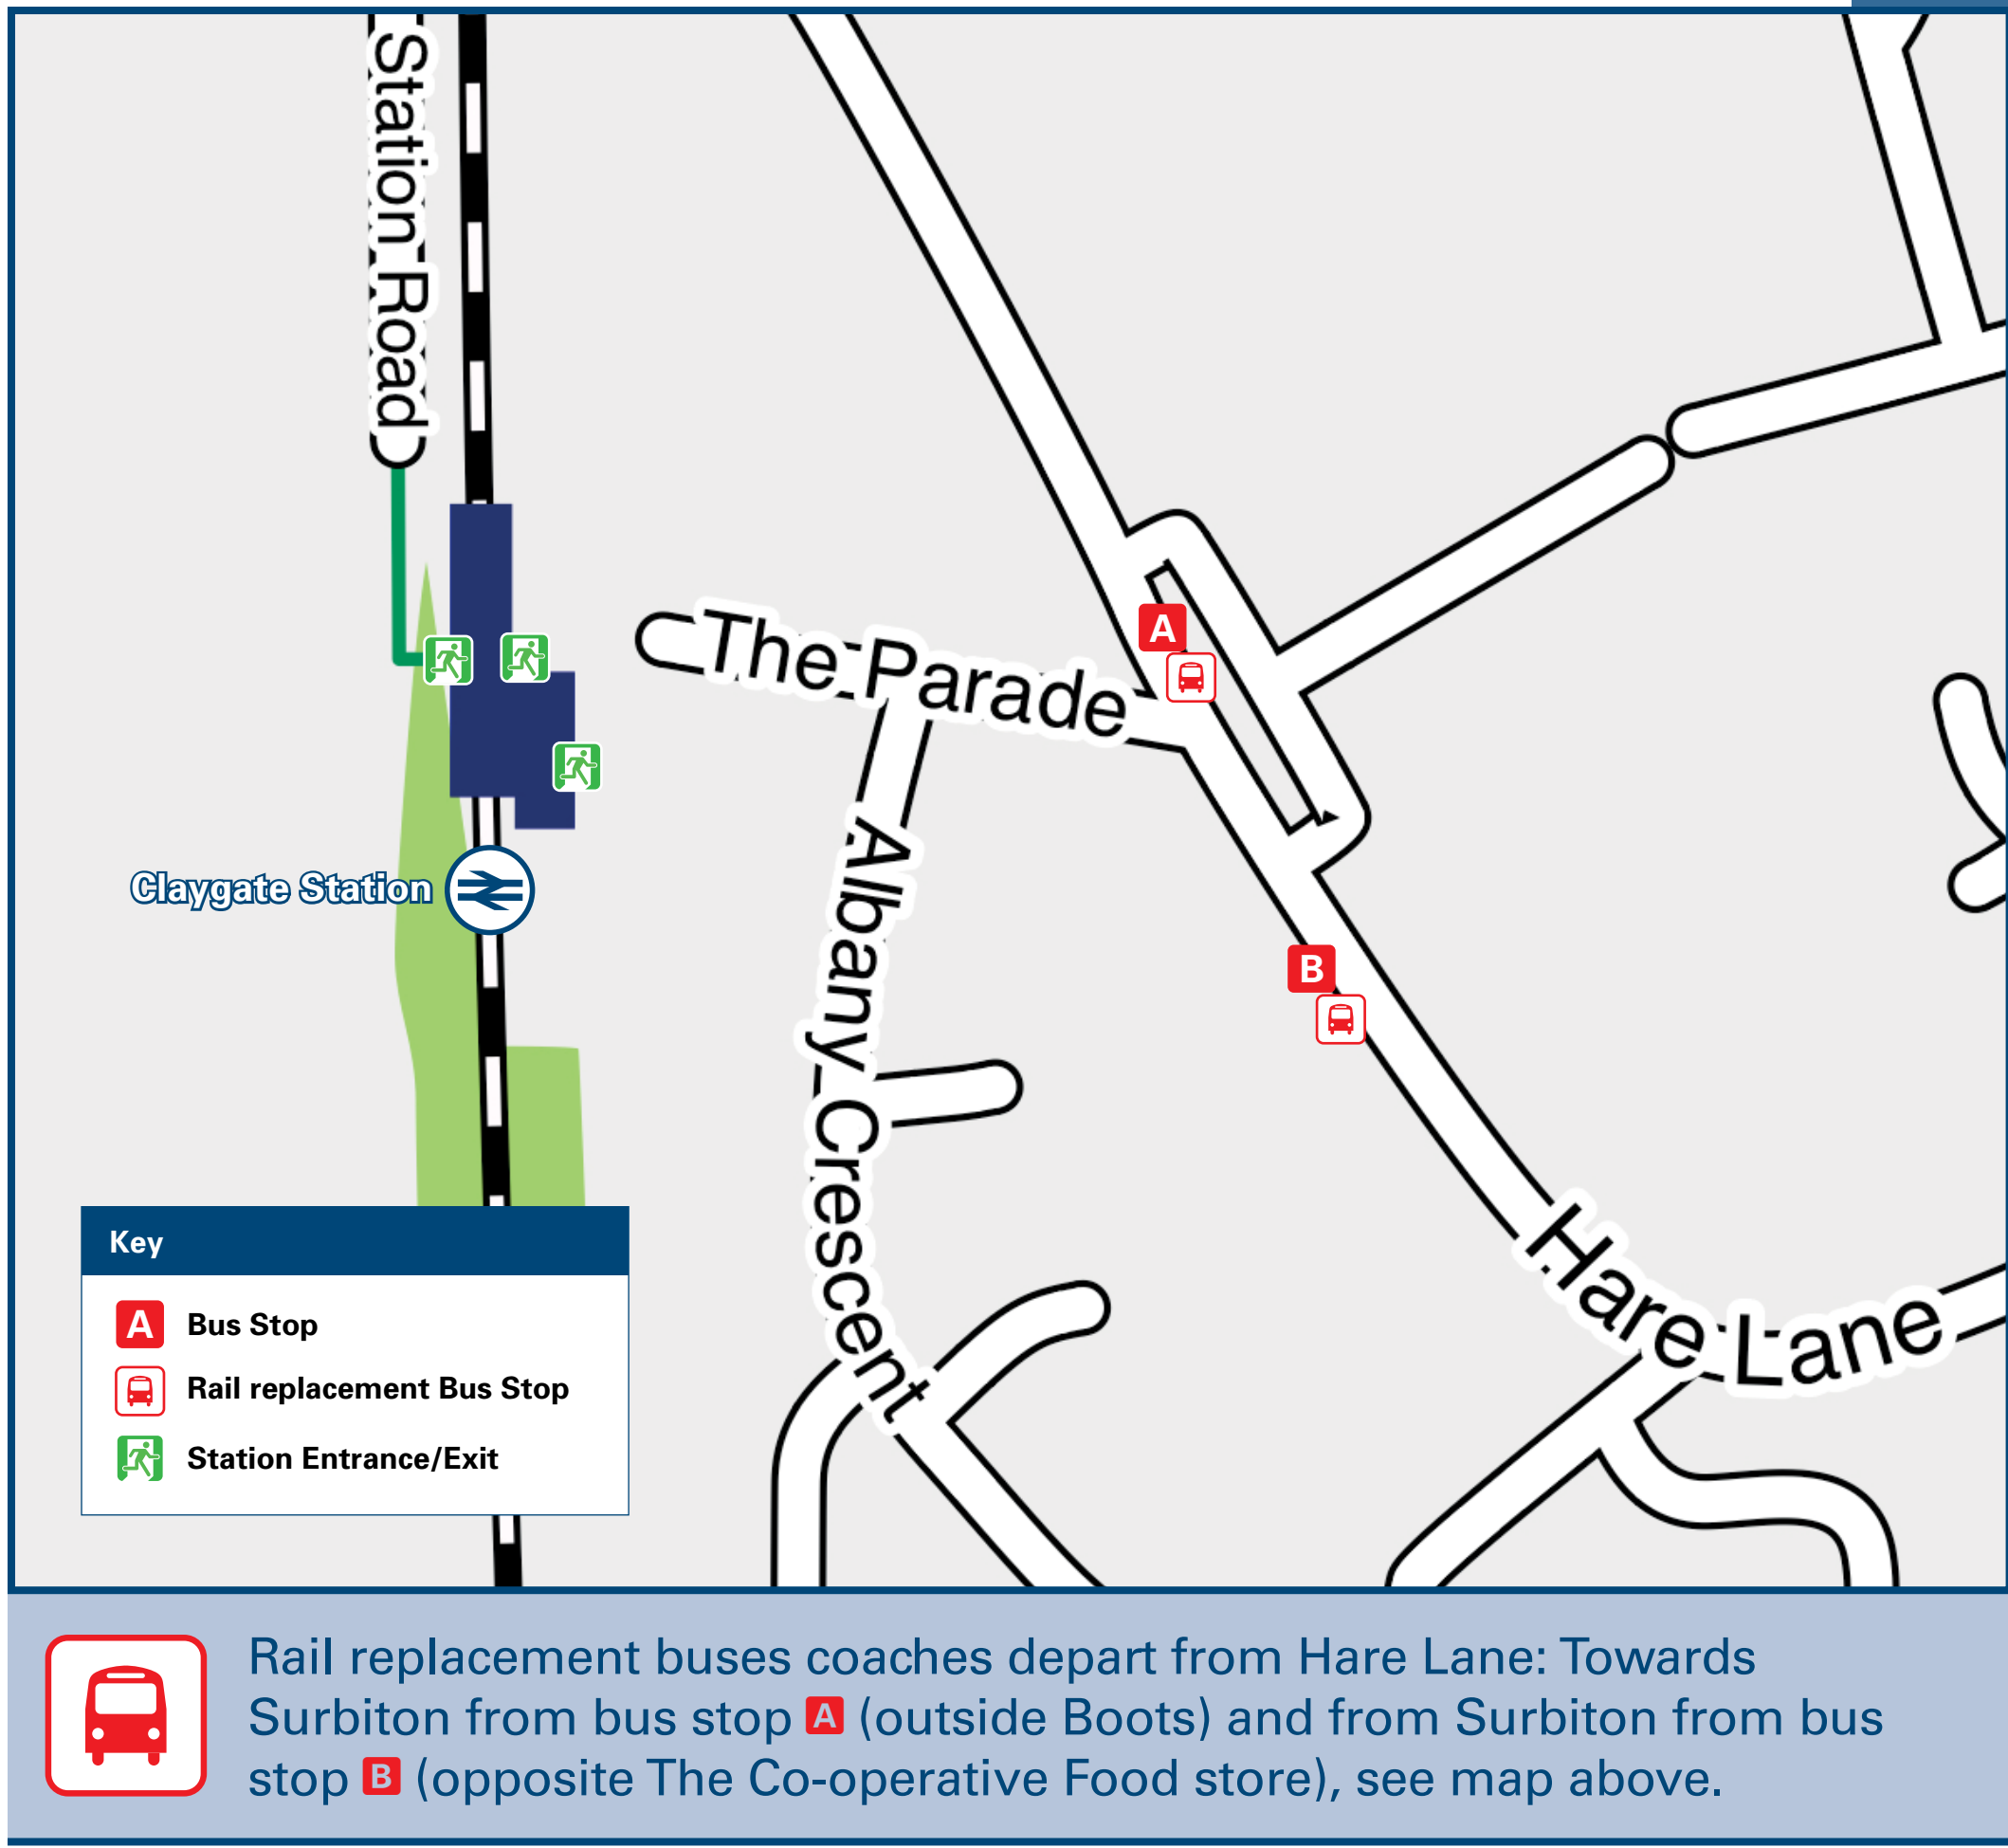 Station Road
The Parade
A
Albany Crescent
Claygate Station
B
Hare Lane
Key
A Bus Stop
Rail replacement Bus Stop
Station Entrance/Exit
Rail replacement buses coaches depart from Hare Lane: Towards
Surbiton from bus stop A (outside Boots) and from Surbiton from bus
stop B (opposite The Co-operative Food store), see map above.